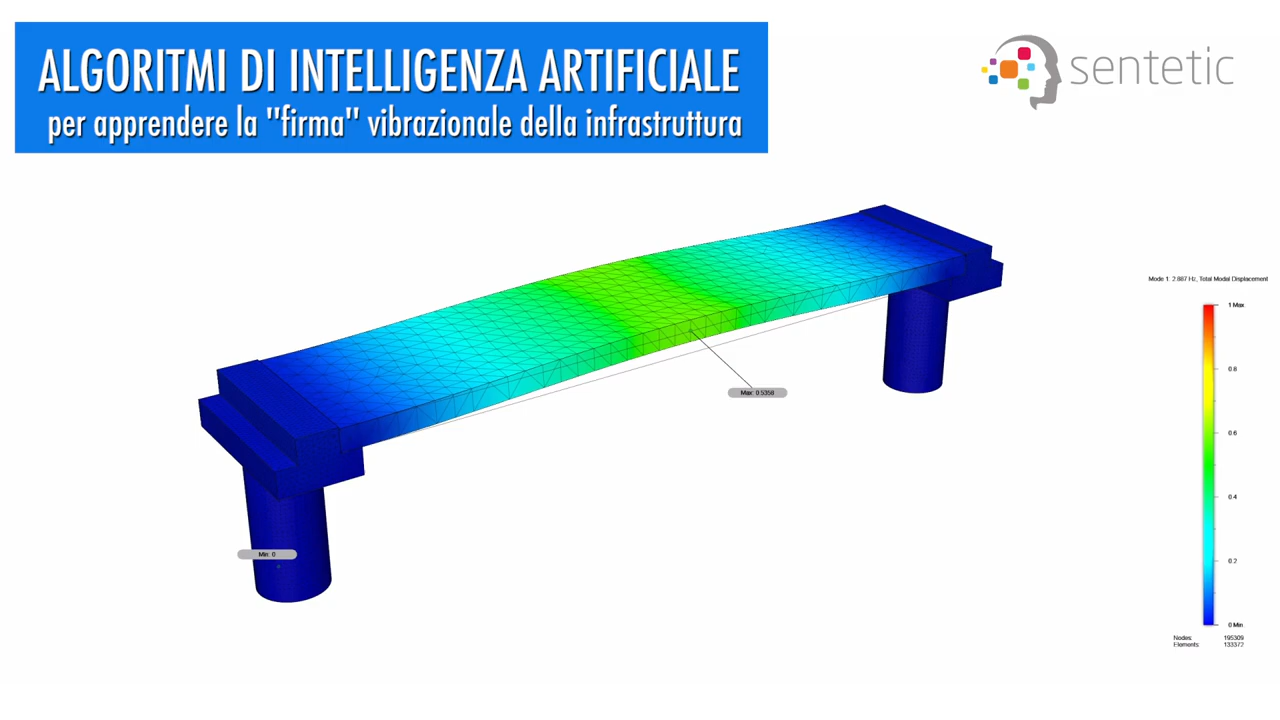 ALGORITMI DI INTELLIGENZA ARTIFICIALE
per apprendere la "firma" vibrazionale della infrastruttura
sentetic
Mode 1: 2.887 Hz, Total Modal Displacement
1 Max
0.8
0.6
Max: 0.5358
0.4
Min: 0
0.2
0 Min
Nodes: 195309
Elements: 133372